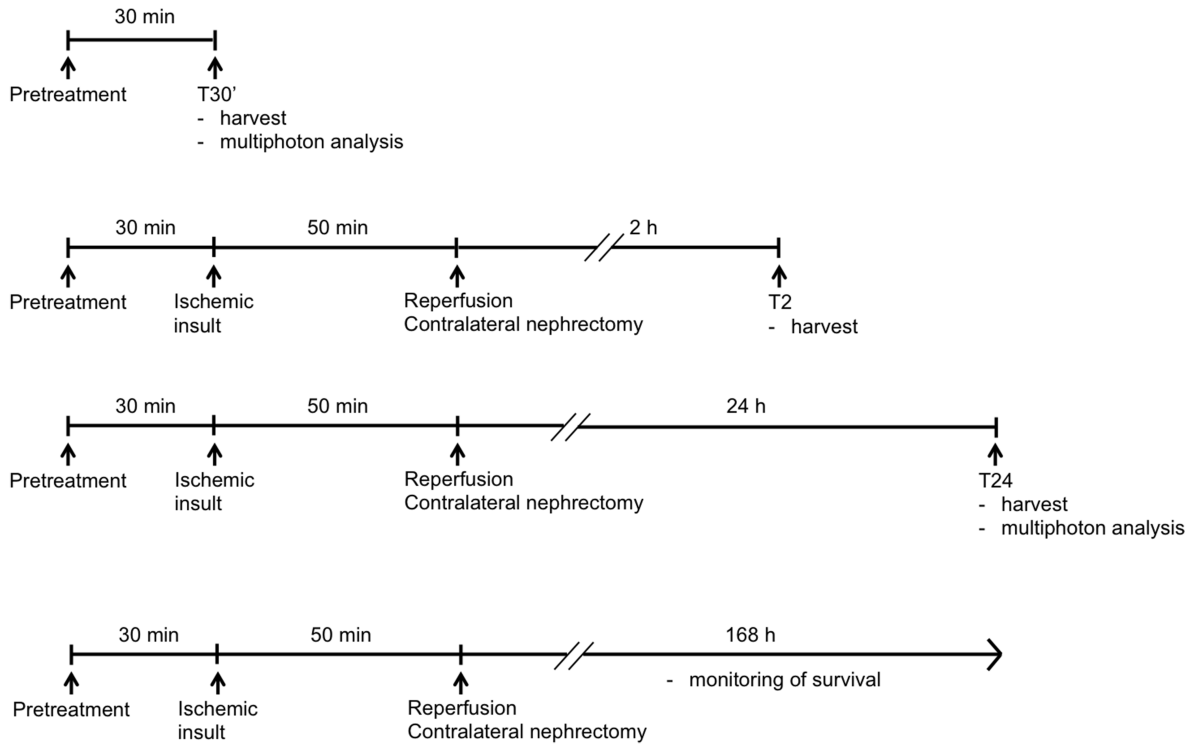 30 min
Pretreatment
T30’
- harvest
- multiphoton analysis
30 min
50 min
2 h
Pretreatment
Ischemic
insult
Reperfusion
Contralateral nephrectomy
T2
- harvest
30 min
50 min
24 h
Pretreatment
Ischemic
insult
Reperfusion
Contralateral nephrectomy
T24
- harvest
- multiphoton analysis
30 min
50 min
168 h
- monitoring of survival
Pretreatment
Ischemic
insult
Reperfusion
Contralateral nephrectomy